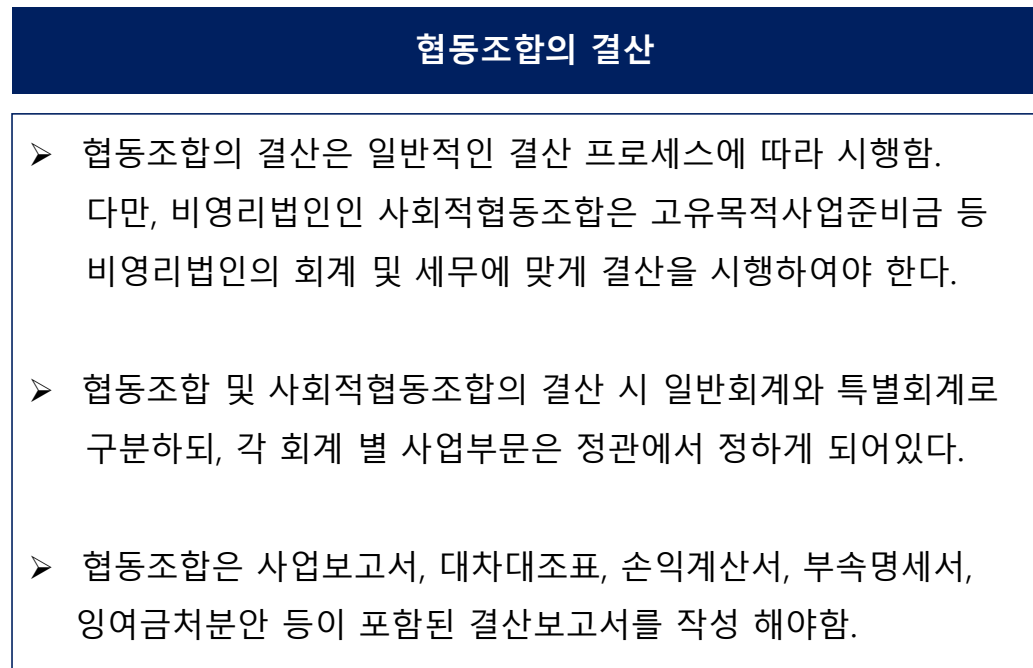 협동조합의 결산
➢ 협동조합의 결산은 일반적인 결산 프로세스에 따라 시행함.
다만, 비영리법인인 사회적협동조합은 고유목적사업준비금 등
비영리법인의 회계 및 세무에 맞게 결산을 시행하여야 한다.
➢ 협동조합 및 사회적협동조합의 결산 시 일반회계와 특별회계로
구분하되, 각 회계 별 사업부문은 정관에서 정하게 되어있다.
➢ 협동조합은 사업보고서, 대차대조표, 손익계산서, 부속명세서,
잉여금처분안 등이 포함된 결산보고서를 작성 해야함.